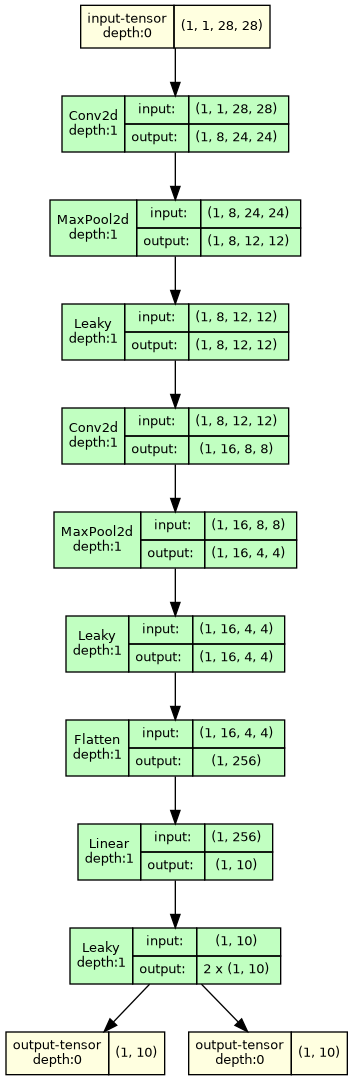 input-tensor
depth:0
(1, 1, 28, 28)
Conv2d
depth:1
input:
(1, 1, 28, 28)
output:
(1, 8, 24, 24)
MaxPool2d
depth:1
input:
(1, 8, 24, 24)
output:
(1, 8, 12, 12)
Leaky
depth:1
input:
(1, 8, 12, 12)
output:
(1, 8, 12, 12)
Conv2d
depth:1
input:
(1, 8, 12, 12)
output:
(1, 16, 8, 8)
MaxPool2d
depth:1
input:
(1, 16, 8, 8)
output:
(1, 16, 4, 4)
Leaky
depth:1
input:
(1, 16, 4, 4)
output:
(1, 16, 4, 4)
Flatten
depth:1
input:
(1, 16, 4, 4)
output:
(1, 256)
Linear
depth:1
input:
(1, 256)
output:
(1, 10)
Leaky
depth:1
input:
(1, 10)
output:
2 x (1, 10)
output-tensor
depth:0
(1, 10)
output-tensor
depth:0
(1, 10)